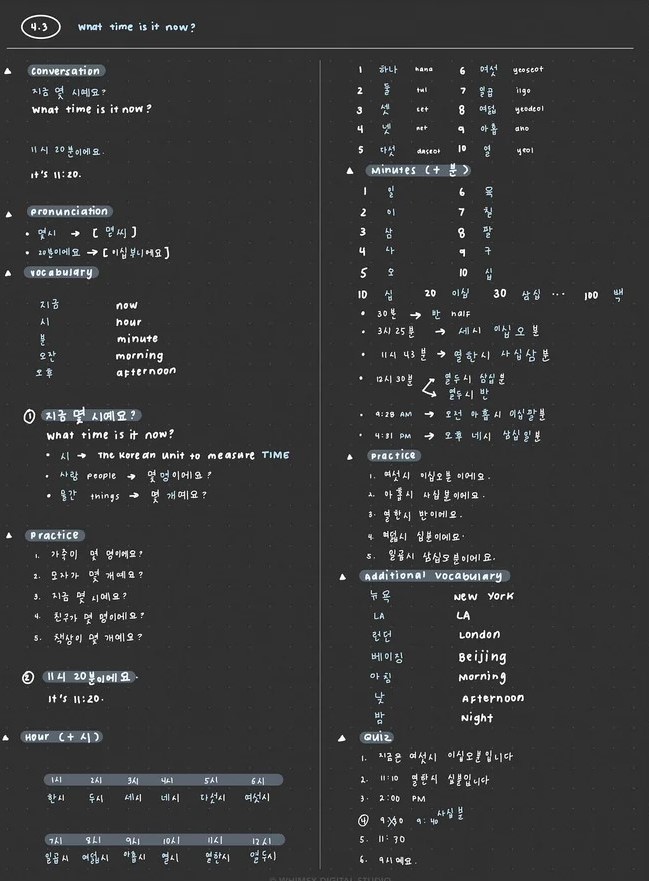 4.3 What time is it now?
Conversation
지금 몇 시예요?
What time is it now?
11시 20분이에요.
it's 11:20.
Pronunciation
• 몇시 → [ 면씨 ]
• 20분이에요 → [이십부니에요]
Vocabulary
지금 now
시 hour
분 minute
오잔 morning
오후 afternoon
① 지금 몇 시에요?
What time is it now?
• 시 → The Korean unit to measure TIME
• 사람 people → 몇 명이에요?
• 물간 things → 몇 개예요?
Practice
1. 가족이 몇 명이에요?
2. 모자가 몇 개예요?
3. 지금 몇 시예요?
4. 친구가 몇 명이에요?
5. 책상이 몇 개예요?
② 11시 20분이에요.
It's 11:20.
Hour (+ 시)
1시 2시 3시 4시 5시 6시
한시 두시 세시 네시 다섯시 여섯시
7시 8시 9시 10시 11시 12시
일곱시 여덟시 아홉시 열시 열한시 열두시
1 하나 hana 6 여섯 yeoseot
2 둘 tul 7 일곱 ilgo
3 셋 cet 8 여덟 yeodeol
4 넷 net 9 아홉 aho
5 다섯 daseot 10 열 yeol
Minutes (+ 분)
1 일 6 육
2 이 7 칠
3 삼 8 팔
4 사 9 구
5 오 10 십
10 십 20 이십 30 삼십 ... 100 백
• 30분 → 반 half
• 3시 25분 → 세시 이십오 분
• 11시 43분 → 열한시 사십삼분
• 12시 30분 열두시 삼십분
열두시 반
• 9:28 AM → 오전 아홉시 이십팔분
• 4:31 PM → 오후 네시 삼십일분
Practice
1. 여섯시 이십오분 이에요.
2. 아홉시 사십분이에요.
3. 열한시 반이에요.
4. 여덟시 십분이에요.
5. 일곱시 삼십오분이에요.
Additional Vocabulary
뉴욕 New York
LA LA
런던 London
베이징 Beijing
아침 Morning
낮 Afternoon
밤 Night
Quiz
1. 지금은 여섯시 이십오분입니다
2. 11:10 열한시 십분입니다
3. 2:00 PM
④ 9:40 사십분
5. 11:30
6. 9시예요.
© WHIMSY DIGITAL STUDIO